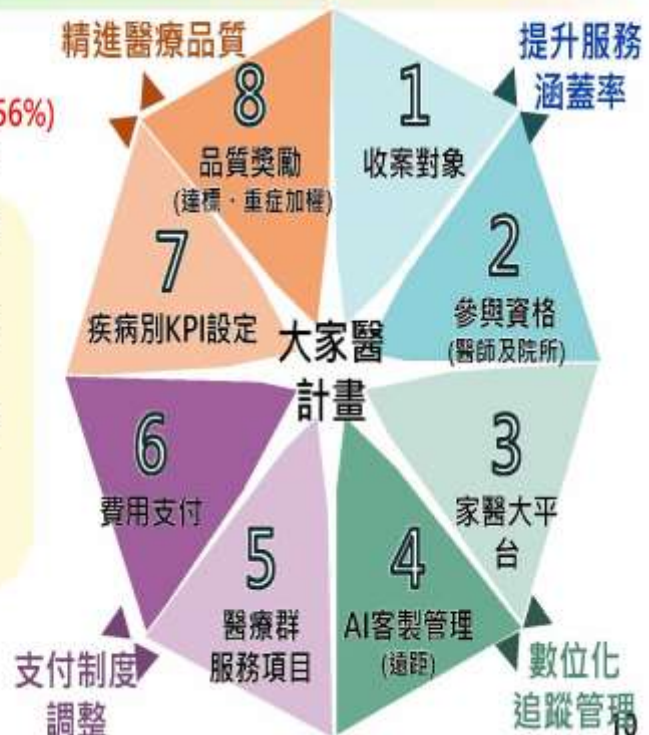 精進醫療品質
提升服務
涵蓋率
56%)
8
品質獎勵
(達標、重症加權)
1
收案對象
7
疾病別KPI設定
2
參與資格
(醫師及院所)
大家醫
計畫
6
費用支付
3
家醫大平
台
5
醫療群
服務項目
4
AI客製管理
(遠距)
支付制度
調整
數位化
追蹤管理
10